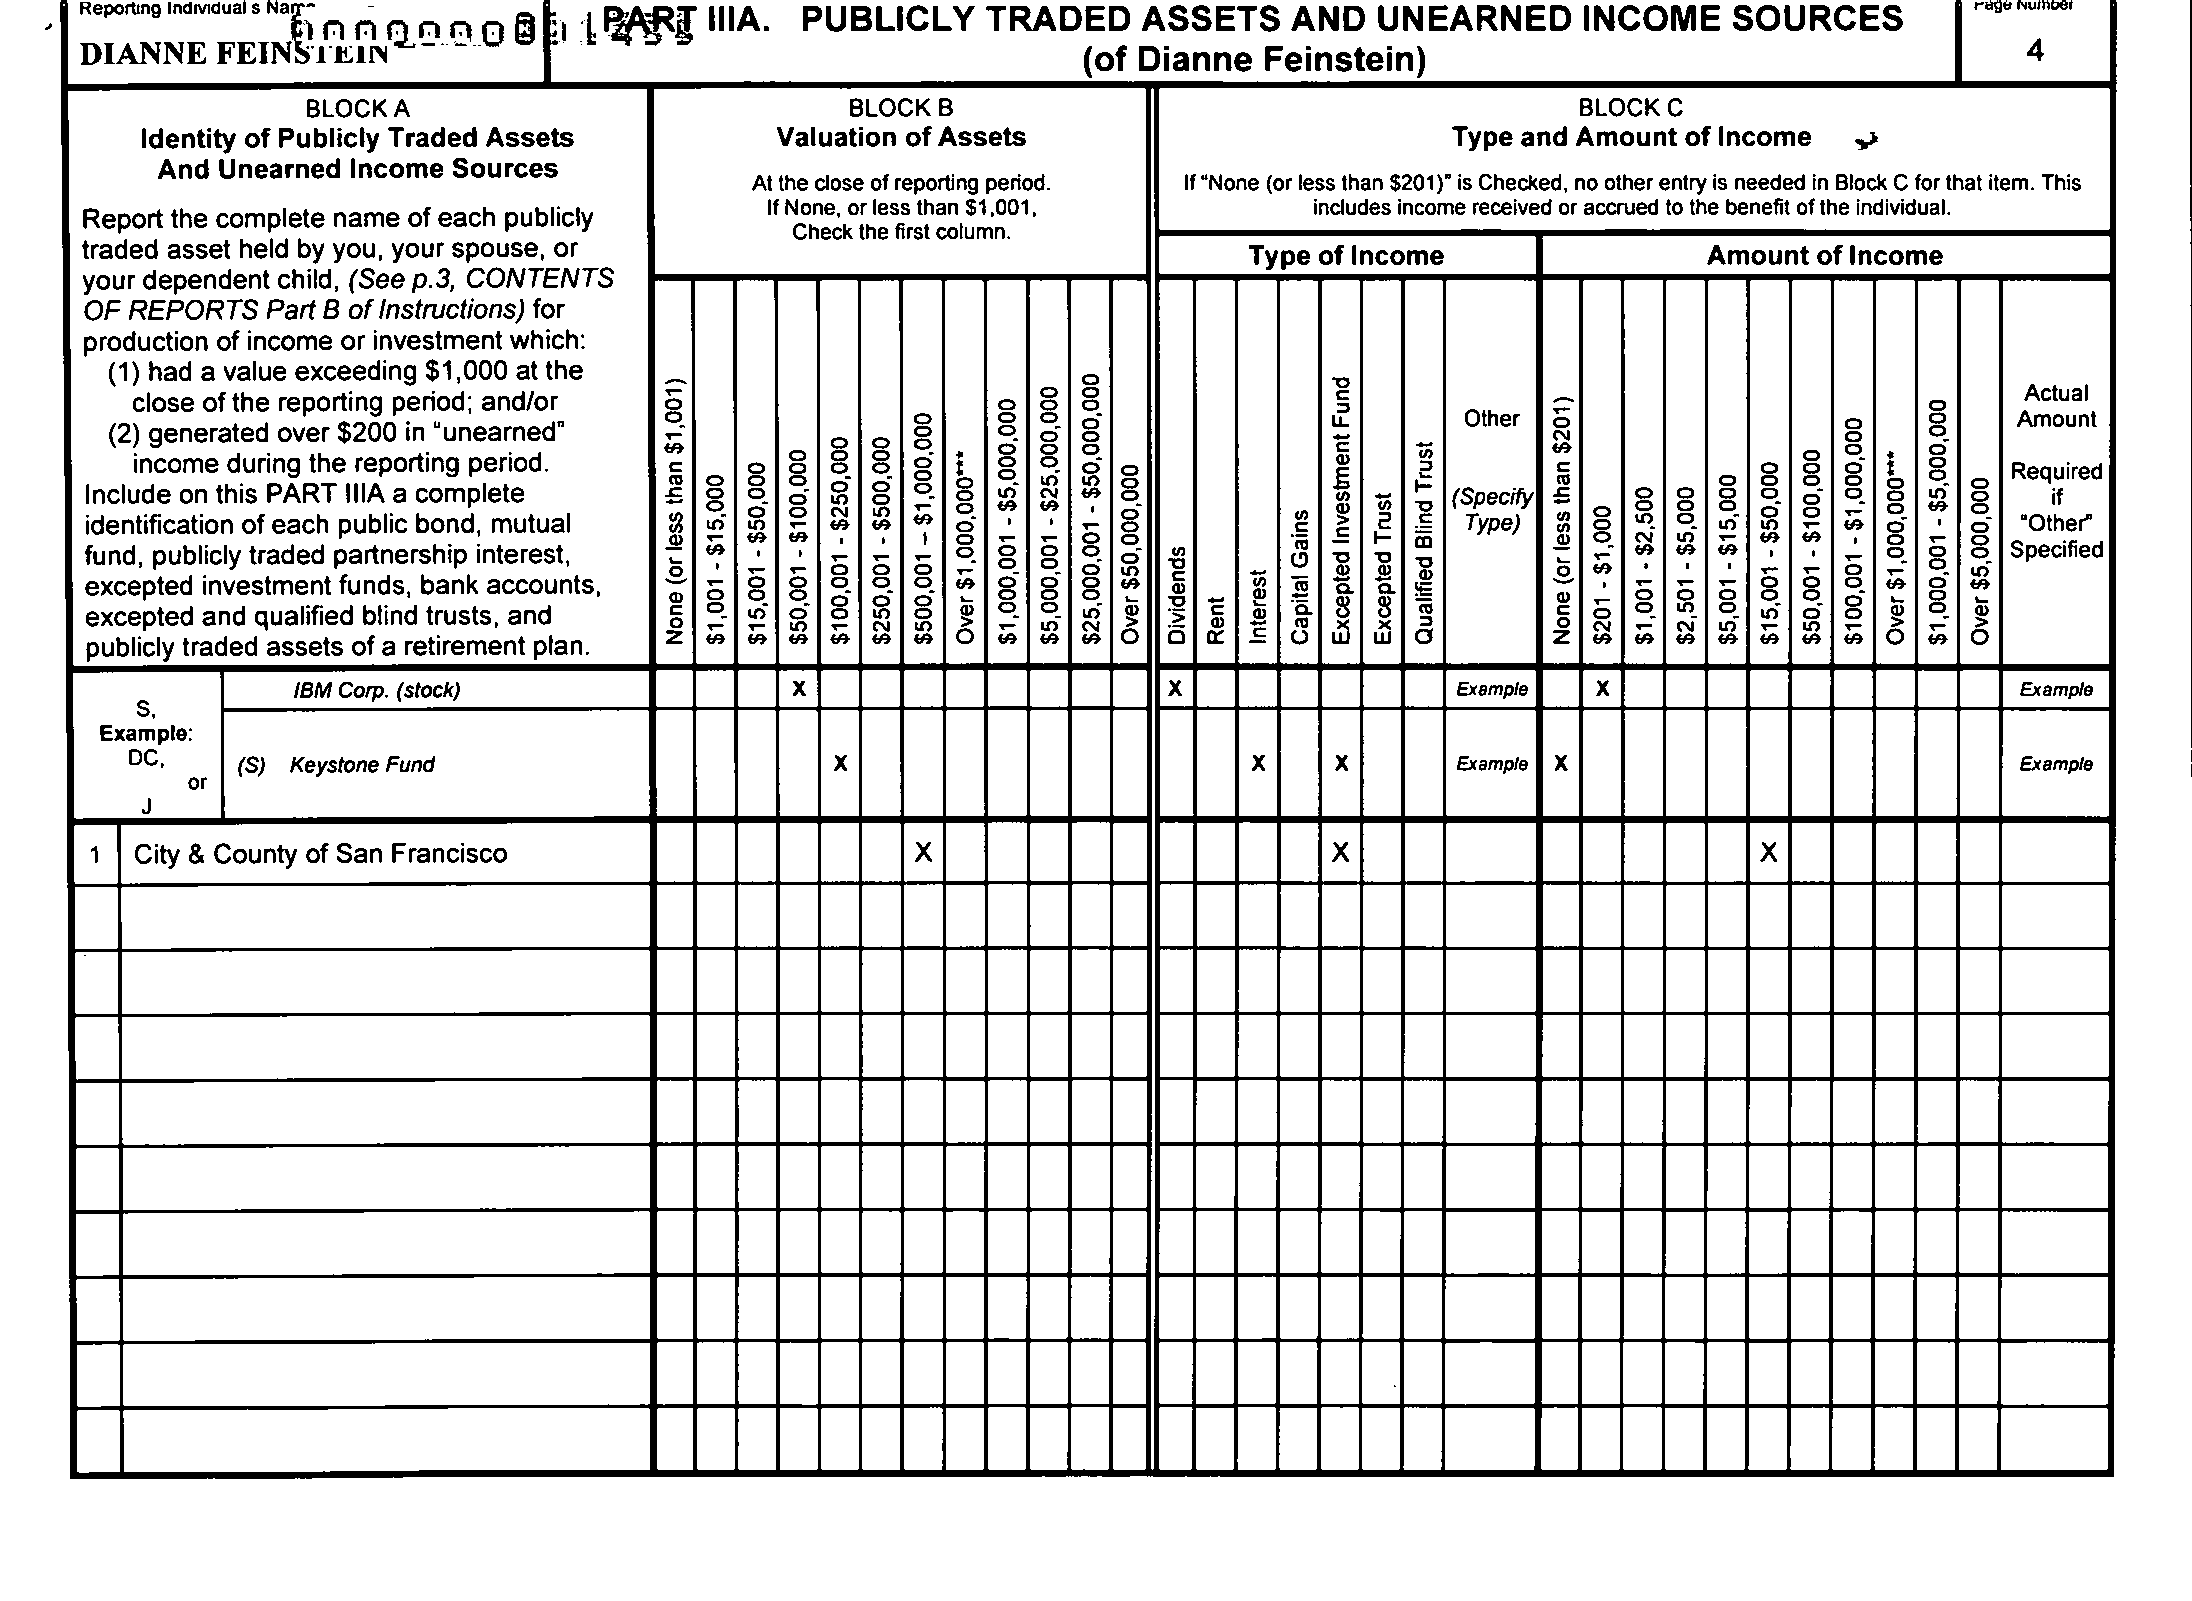 Reporting Individual's Name
DIANNE FEINSTEIN
PART IIIA. PUBLICLY TRADED ASSETS AND UNEARNED INCOME SOURCES
(of Dianne Feinstein)
Page Number
4
BLOCK A
Identity of Publicly Traded Assets
And Unearned Income Sources
Report the complete name of each publicly
traded asset held by you, your spouse, or
your dependent child, (See p.3, CONTENTS
OF REPORTS Part B of Instructions) for
production of income or investment which:
(1) had a value exceeding $1,000 at the
close of the reporting period; and/or
(2) generated over $200 in "unearned"
income during the reporting period.
Include on this PART IIIA a complete
identification of each public bond, mutual
fund, publicly traded partnership interest,
excepted investment funds, bank accounts,
excepted and qualified blind trusts, and
publicly traded assets of a retirement plan.
BLOCK B
Valuation of Assets
At the close of reporting period.
If None, or less than $1,001,
Check the first column.
None (or less than $1,001)
$1,001 - $15,000
$15,001 - $50,000
$50,001 - $100,000
$100,001 - $250,000
$250,001 - $500,000
$500,001 – $1,000,000
Over $1,000,000***
$1,000,001 - $5,000,000
$5,000,001 - $25,000,000
$25,000,001 - $50,000,000
Over $50,000,000
BLOCK C
Type and Amount of Income
If "None (or less than $201)" is Checked, no other entry is needed in Block C for that item. This
includes income received or accrued to the benefit of the individual.
Type of Income
Amount of Income
Dividends
Rent
Interest
Capital Gains
Excepted Investment Fund
Excepted Trust
Qualified Blind Trust
Other
(Specify
Type)
None (or less than $201)
$201 - $1,000
$1,001 - $2,500
$2,501 - $5,000
$5,001 - $15,000
$15,001 - $50,000
$50,001 - $100,000
$100,001 - $1,000,000
Over $1,000,000***
$1,000,001 - $5,000,000
Over $5,000,000
Actual
Amount
Required
if
"Other"
Specified
S,
Example:
DC,
or
J
IBM Corp. (stock) X X Example X Example
(S) Keystone Fund X X X Example X Example
1 City & County of San Francisco X X X